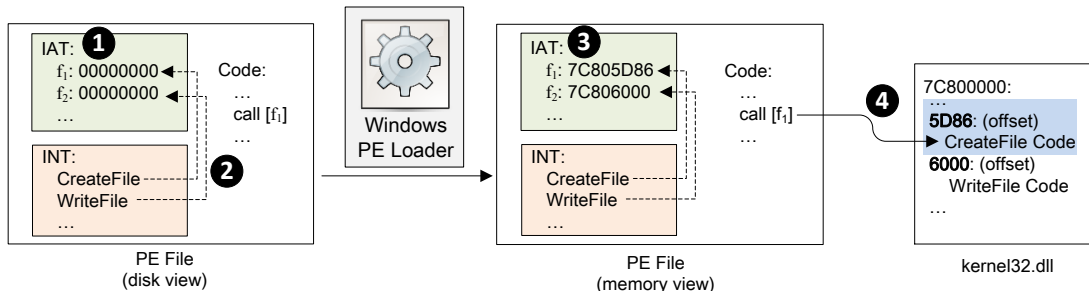 IAT:
1
f₁: 00000000
f₂: 00000000
…
Code:
…
call [f₁]
…
INT:
2
CreateFile
WriteFile
…
PE File
(disk view)
Windows
PE Loader
IAT:
3
f₁: 7C805D86
f₂: 7C806000
…
Code:
…
call [f₁]
…
INT:
CreateFile
WriteFile
…
PE File
(memory view)
4
7C800000:
…
5D86: (offset)
CreateFile Code
6000: (offset)
WriteFile Code
…
kernel32.dll